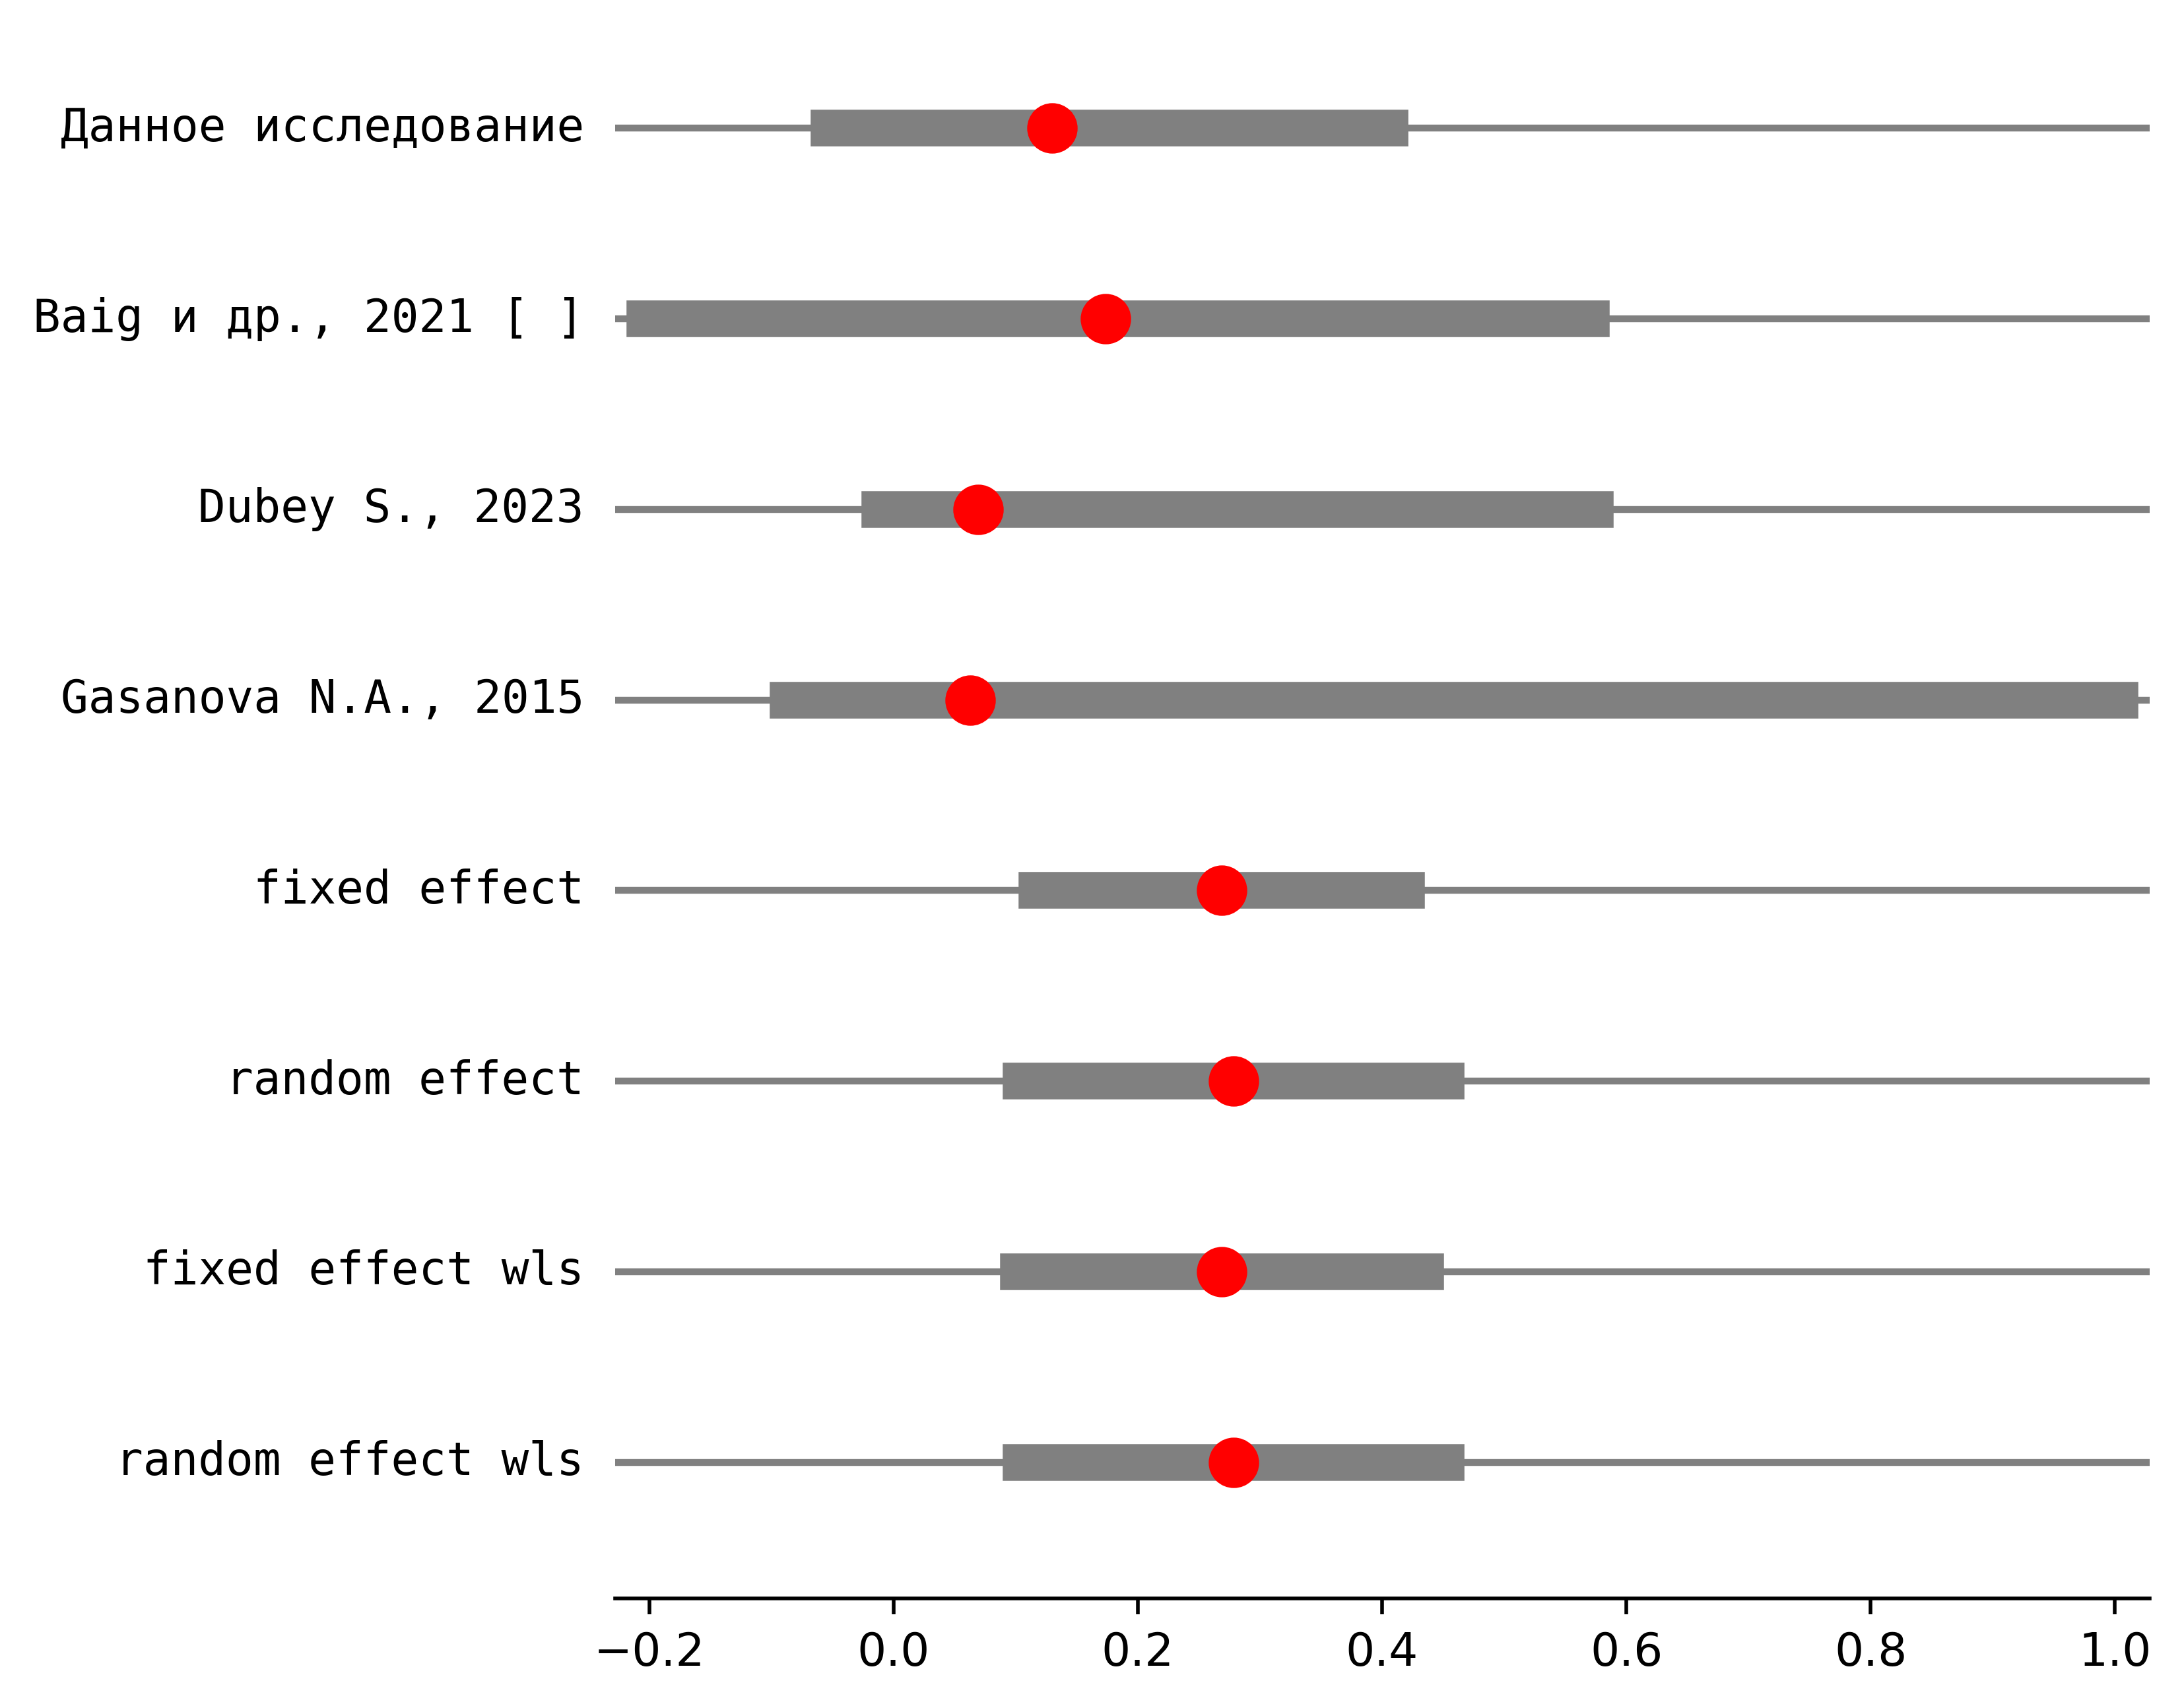 Данное исследование
Baig и др., 2021 [ ]
Dubey S., 2023
Gasanova N.A., 2015
fixed effect
random effect
fixed effect wls
random effect wls
−0.2 0.0 0.2 0.4 0.6 0.8 1.0